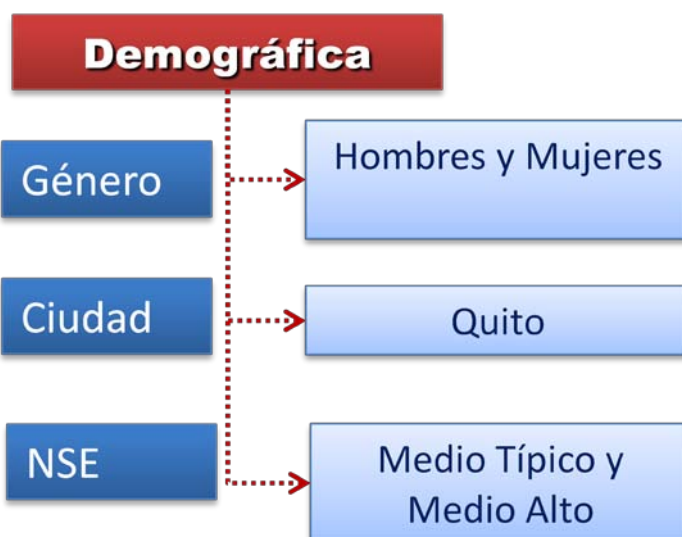 Demográfica
Género
Hombres y Mujeres
Ciudad
Quito
NSE
Medio Típico y
Medio Alto